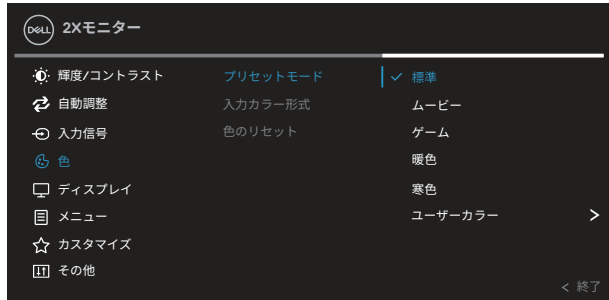 DELL 2Xモニター
輝度/コントラスト
自動調整
入力信号
色
ディスプレイ
メニュー
カスタマイズ
その他
プリセットモード
入力カラー形式
色のリセット
標準
ムービー
ゲーム
暖色
寒色
ユーザーカラー
終了